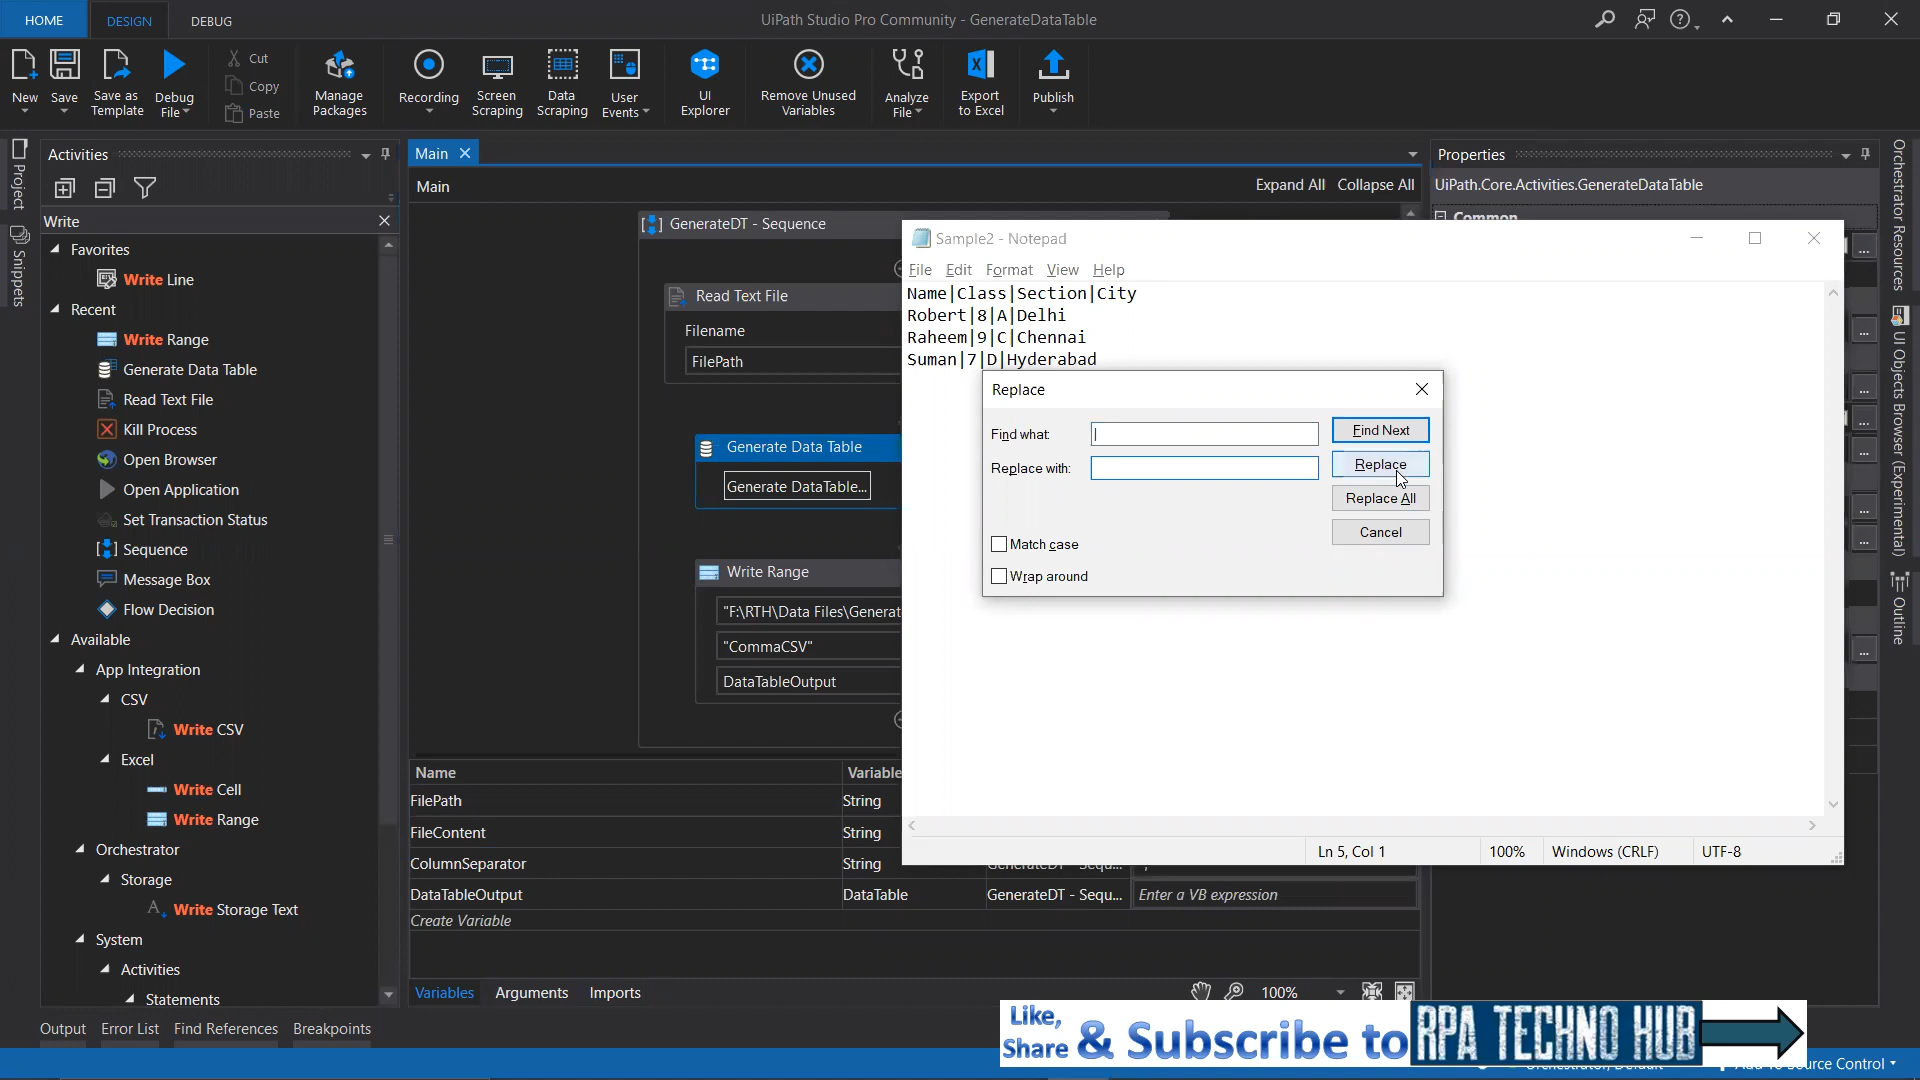 HOME
DESIGN
DEBUG
UiPath Studio Pro Community - GenerateDataTable
New
Save
Save as Template
Debug File
Cut
Copy
Paste
Manage Packages
Recording
Screen Scraping
Data Scraping
User Events
UI Explorer
Remove Unused Variables
Analyze File
Export to Excel
Publish
Project
Snippets
Activities
Write
Favorites
Write Line
Recent
Write Range
Generate Data Table
Read Text File
Kill Process
Open Browser
Open Application
Set Transaction Status
Sequence
Message Box
Flow Decision
Available
App Integration
CSV
Write CSV
Excel
Write Cell
Write Range
Orchestrator
Storage
Write Storage Text
System
Activities
Statements
Main
Main
Expand All
Collapse All
GenerateDT - Sequence
Read Text File
Filename
FilePath
Generate Data Table
Generate DataTable...
Write Range
"F:\RTH\Data Files\Generat
"CommaCSV"
DataTableOutput
Name
Variable
FilePath
String
FileContent
String
ColumnSeparator
String
GenerateDT - Sequ...
DataTableOutput
DataTable
GenerateDT - Sequ...
Enter a VB expression
Create Variable
Variables
Arguments
Imports
100%
Properties
UiPath.Core.Activities.GenerateDataTable
Common
Orchestrator Resources
UI Objects Browser (Experimental)
Outline
Sample2 - Notepad
File
Edit
Format
View
Help
Name|Class|Section|City
Robert|8|A|Delhi
Raheem|9|C|Chennai
Suman|7|D|Hyderabad
Replace
Find what:
Replace with:
Find Next
Replace
Replace All
Cancel
Match case
Wrap around
Ln 5, Col 1
100%
Windows (CRLF)
UTF-8
Output
Error List
Find References
Breakpoints
Like,
Share & Subscribe to RPA TECHNO HUB
Source Control